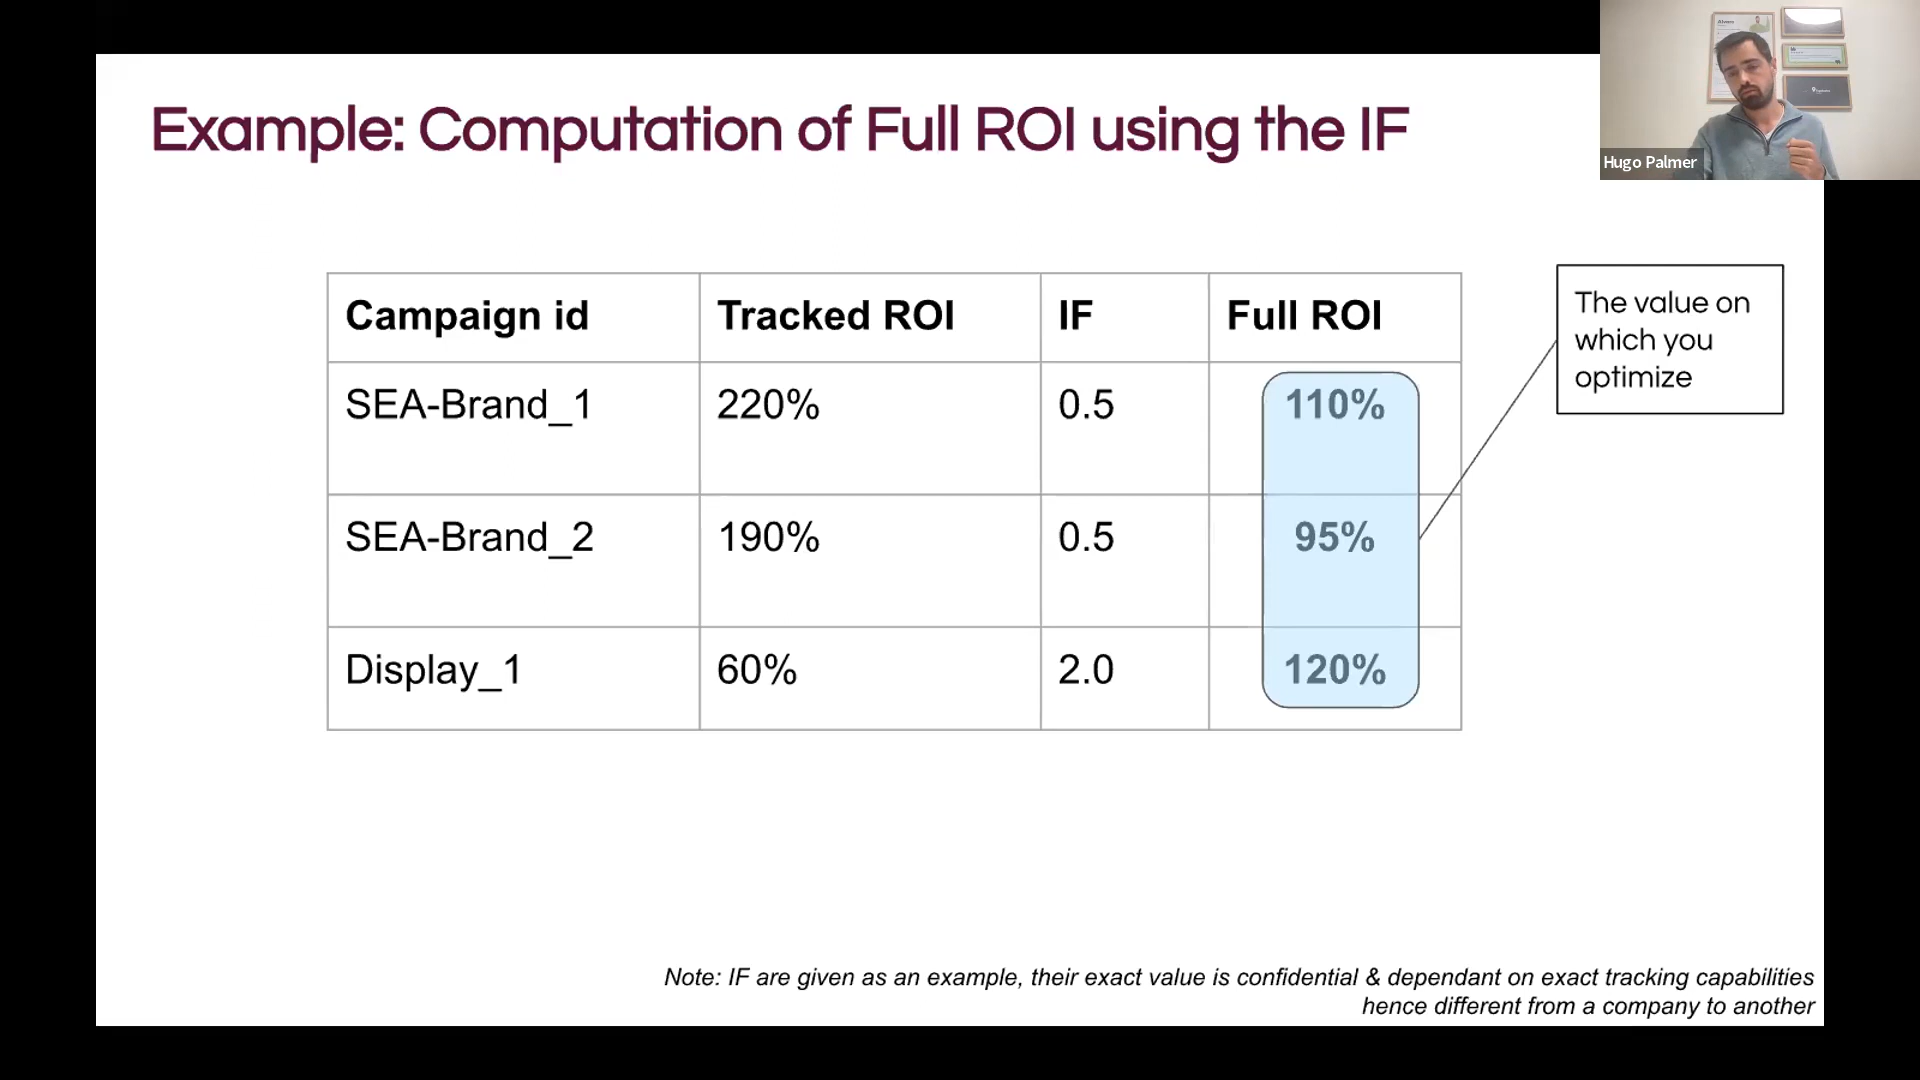 Example: Computation of Full ROI using the IF
Hugo Palmer
Campaign id Tracked ROI IF Full ROI
SEA-Brand_1 220% 0.5 110%
SEA-Brand_2 190% 0.5 95%
Display_1 60% 2.0 120%
The value on
which you
optimize
Note: IF are given as an example, their exact value is confidential & dependant on exact tracking capabilities
hence different from a company to another